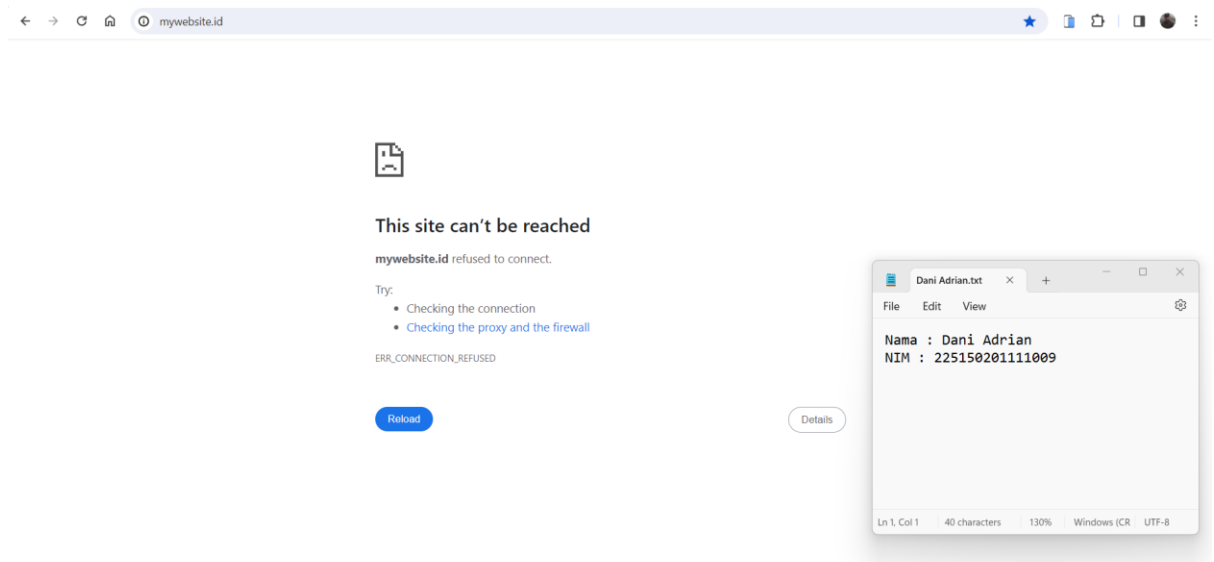 mywebsite.id
This site can’t be reached
mywebsite.id refused to connect.
Try:
• Checking the connection
• Checking the proxy and the firewall
ERR_CONNECTION_REFUSED
Reload
Details
Dani Adrian.txt
File Edit View
Nama : Dani Adrian
NIM : 225150201111009
Ln 1, Col 1 40 characters 130% Windows (CR UTF-8